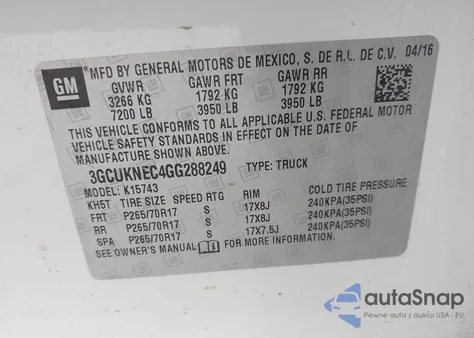 GM
*MFD BY GENERAL MOTORS DE MEXICO, S. DE R.L. DE C.V. 04/16
GVWR GAWR FRT GAWR RR
3266 KG 1792 KG 1792 KG
7200 LB 3950 LB 3950 LB
THIS VEHICLE CONFORMS TO ALL APPLICABLE U.S. FEDERAL MOTOR
VEHICLE SAFETY STANDARDS IN EFFECT ON THE DATE OF
MANUFACTURE SHOWN ABOVE.
3GCUKNEC4GG288249 TYPE: TRUCK
MODEL: K15743
KH5T TIRE SIZE SPEED RTG RIM COLD TIRE PRESSURE
FRT P265/70R17 S 17X8J 240KPA(35PSI)
RR P265/70R17 S 17X8J 240KPA(35PSI)
SPA P265/70R17 S 17X7.5J 240KPA(35PSI)
SEE OWNER'S MANUAL FOR MORE INFORMATION
autoSnap
Pewne auta z aukcji USA i EU